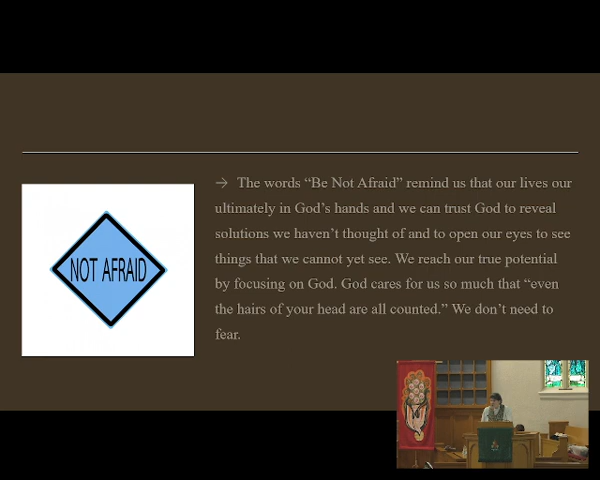 → The words “Be Not Afraid” remind us that our lives our
ultimately in God’s hands and we can trust God to reveal
solutions we haven’t thought of and to open our eyes to see
things that we cannot yet see. We reach our true potential
by focusing on God. God cares for us so much that “even
the hairs of your head are all counted.” We don’t need to
fear.
NOT AFRAID